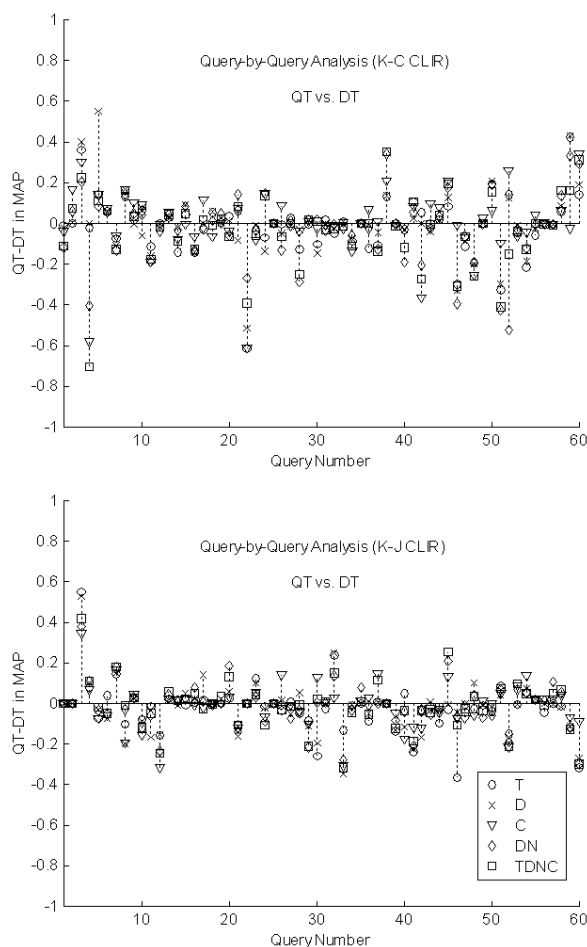 1
0.8
0.6
0.4
0.2
0
-0.2
-0.4
-0.6
-0.8
-1
QT-DT in MAP
Query-by-Query Analysis (K-C CLIR)
QT vs. DT
10 20 30 40 50 60
Query Number
1
0.8
0.6
0.4
0.2
0
-0.2
-0.4
-0.6
-0.8
-1
QT-DT in MAP
Query-by-Query Analysis (K-J CLIR)
QT vs. DT
T
D
C
DN
TDNC
10 20 30 40 50 60
Query Number